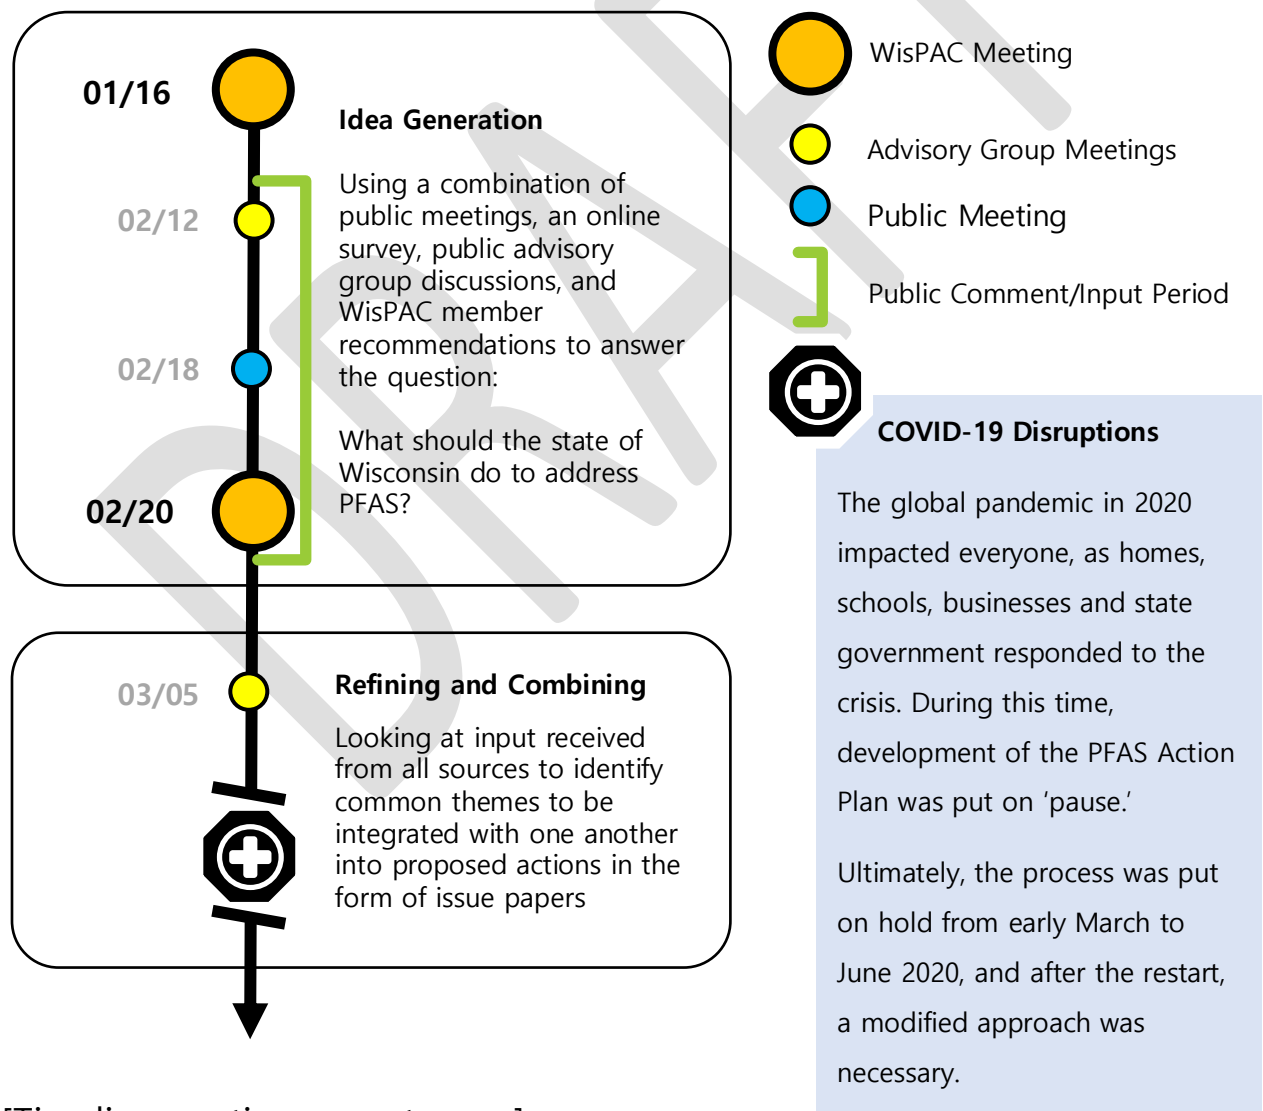 01/16
Idea Generation
Using a combination of
public meetings, an online
survey, public advisory
group discussions, and
WisPAC member
recommendations to answer
the question:
What should the state of
Wisconsin do to address
PFAS?
02/12
02/18
02/20
03/05
Refining and Combining
Looking at input received
from all sources to identify
common themes to be
integrated with one another
into proposed actions in the
form of issue papers
WisPAC Meeting
Advisory Group Meetings
Public Meeting
Public Comment/Input Period
COVID-19 Disruptions
The global pandemic in 2020
impacted everyone, as homes,
schools, businesses and state
government responded to the
crisis. During this time,
development of the PFAS Action
Plan was put on ‘pause.’
Ultimately, the process was put
on hold from early March to
June 2020, and after the restart,
a modified approach was
necessary.
DRAFT